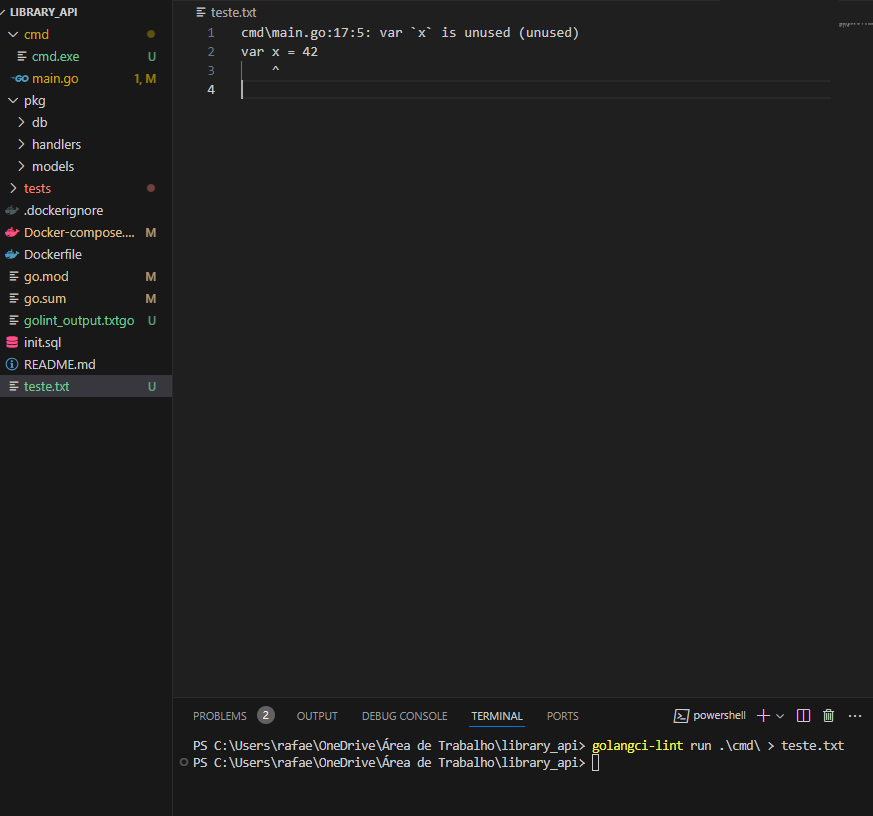 LIBRARY_API
cmd
cmd.exe U
main.go 1, M
pkg
db
handlers
models
tests
.dockerignore
Docker-compose.... M
Dockerfile
go.mod M
go.sum M
golint_output.txtgo U
init.sql
README.md
teste.txt U
teste.txt
1 cmd\main.go:17:5: var `x` is unused (unused)
2 var x = 42
3 ^
4
PROBLEMS 2 OUTPUT DEBUG CONSOLE TERMINAL PORTS powershell
PS C:\Users\rafae\OneDrive\Área de Trabalho\library_api> golangci-lint run .\cmd\ > teste.txt
PS C:\Users\rafae\OneDrive\Área de Trabalho\library_api>